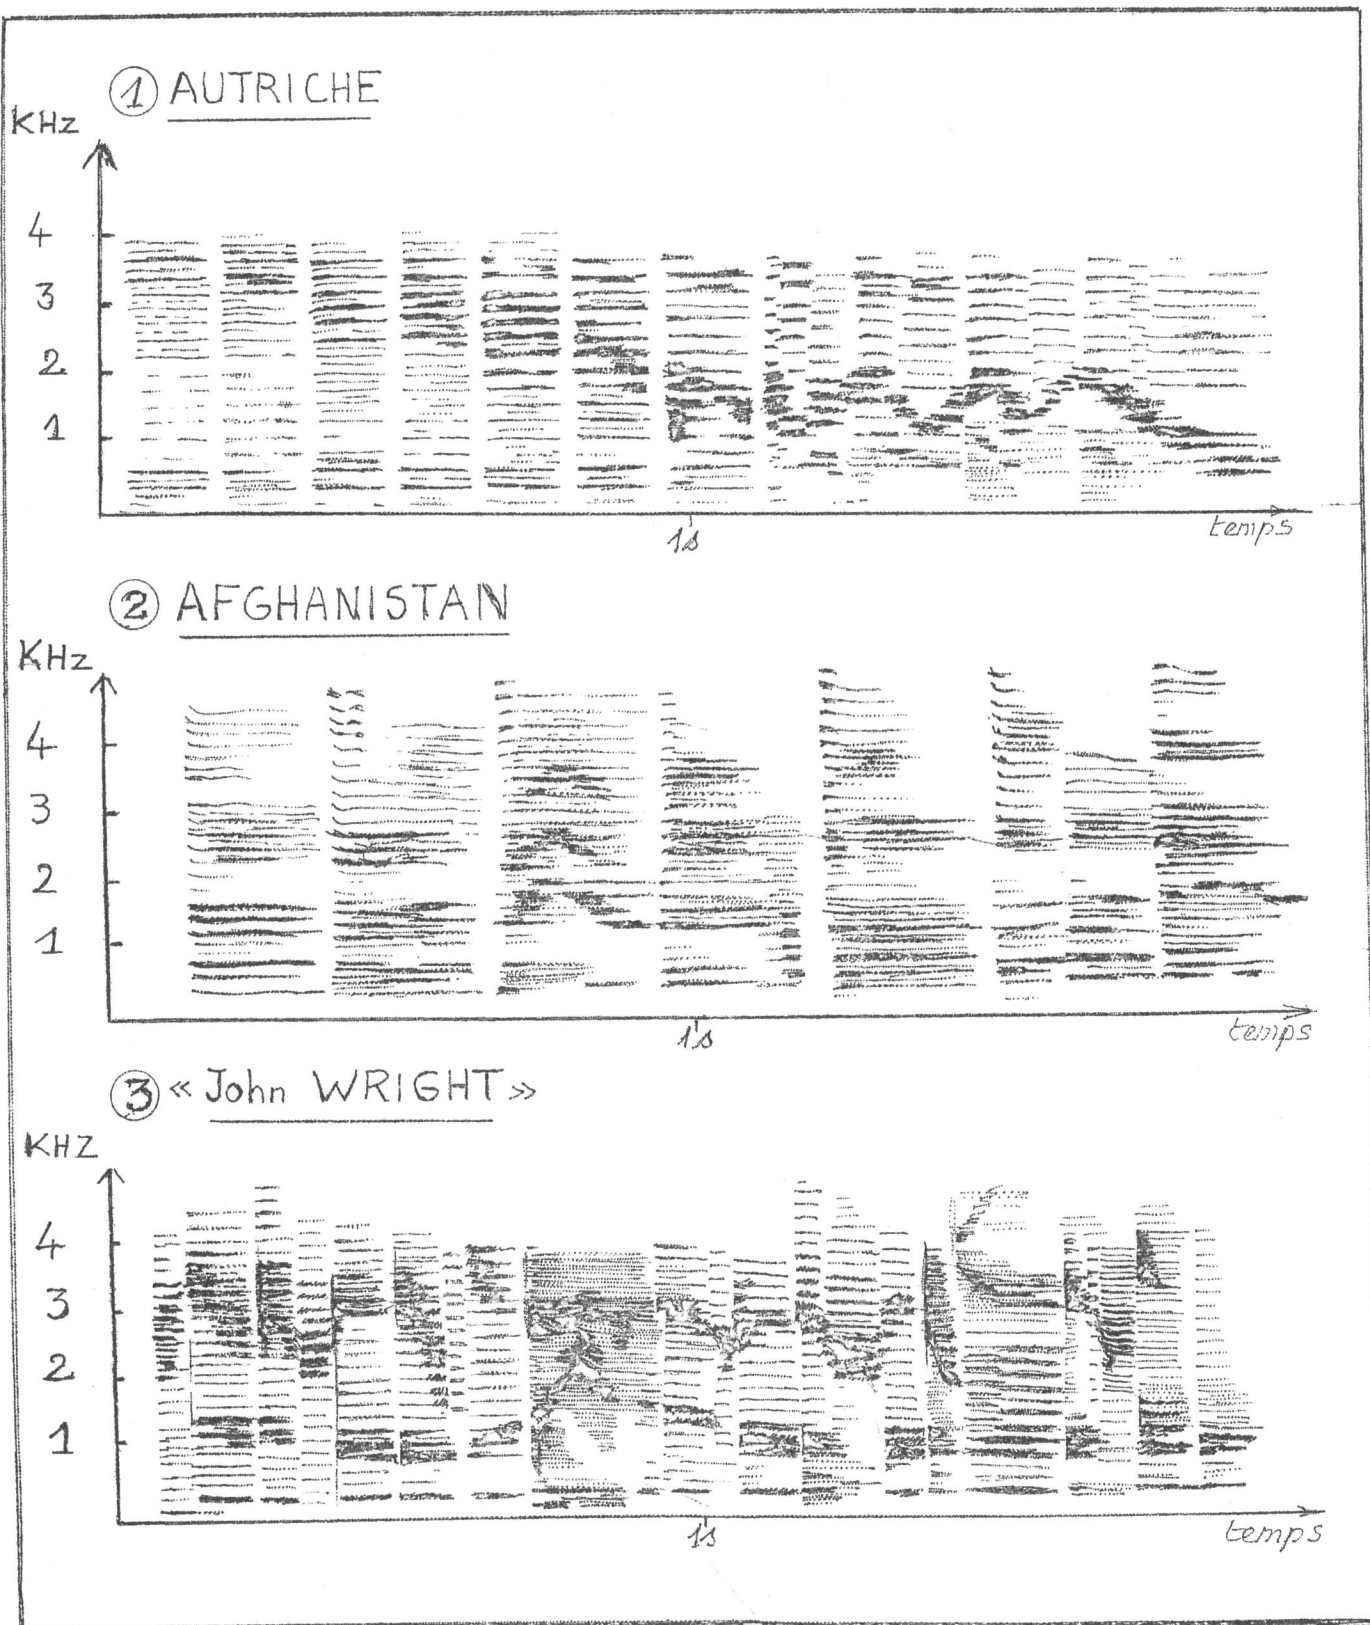 ① AUTRICHE
KHz
4
3
2
1
1s
temps
② AFGHANISTAN
KHz
4
3
2
1
1s
temps
③ « John WRIGHT »
KHZ
4
3
2
1
1s
temps